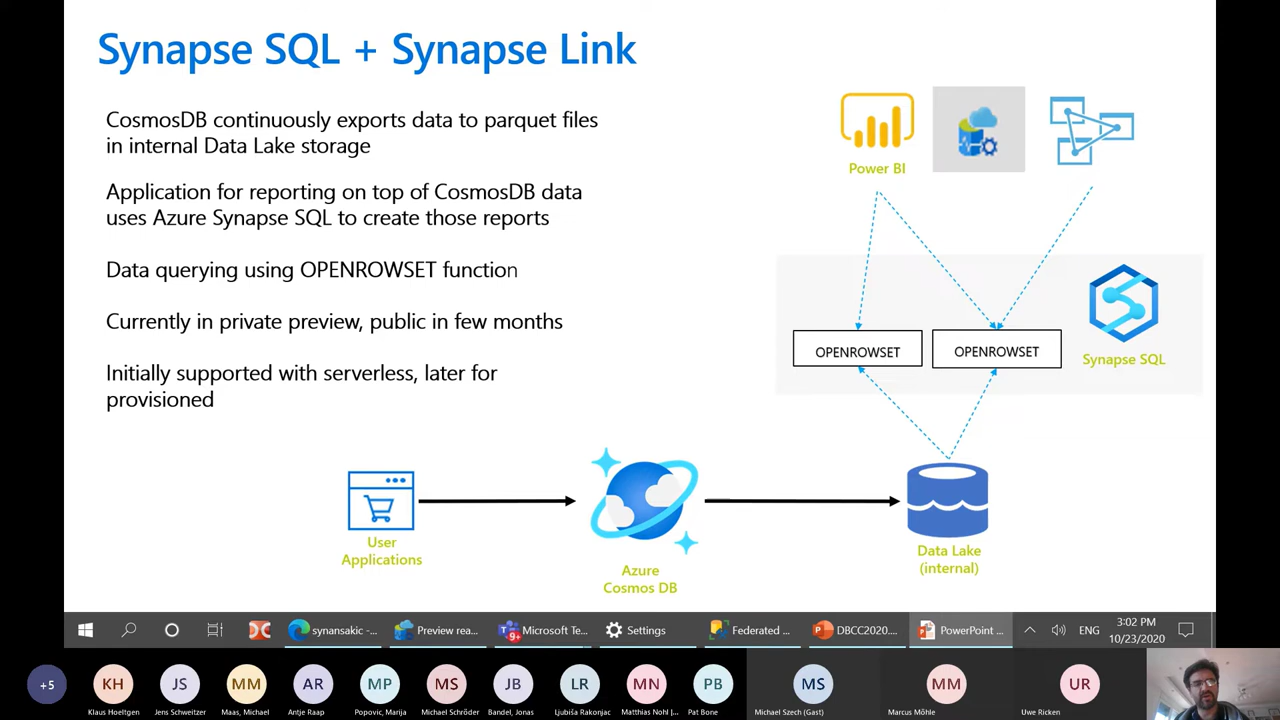 Synapse SQL + Synapse Link
CosmosDB continuously exports data to parquet files
in internal Data Lake storage
Application for reporting on top of CosmosDB data
uses Azure Synapse SQL to create those reports
Data querying using OPENROWSET function
Currently in private preview, public in few months
Initially supported with serverless, later for
provisioned
Power BI
OPENROWSET
OPENROWSET
Synapse SQL
User
Applications
Azure
Cosmos DB
Data Lake
(internal)
synansakic - ...
Preview rea...
9+
Microsoft Te...
Settings
Federated ...
DBCC2020....
PowerPoint ...
ENG
3:02 PM
10/23/2020
+5
KH
JS
MM
AR
MP
MS
JB
LR
MN
PB
MS
MM
UR
Klaus Hoeltgen
Jens Schweitzer
Maas, Michael
Antje Raap
Popovic, Marija
Michael Schröder
Bandel, Jonas
Ljubiša Rakonjac
Matthias Nohl |...
Pat Bone
Michael Szech (Gast)
Marcus Möhle
Uwe Ricken